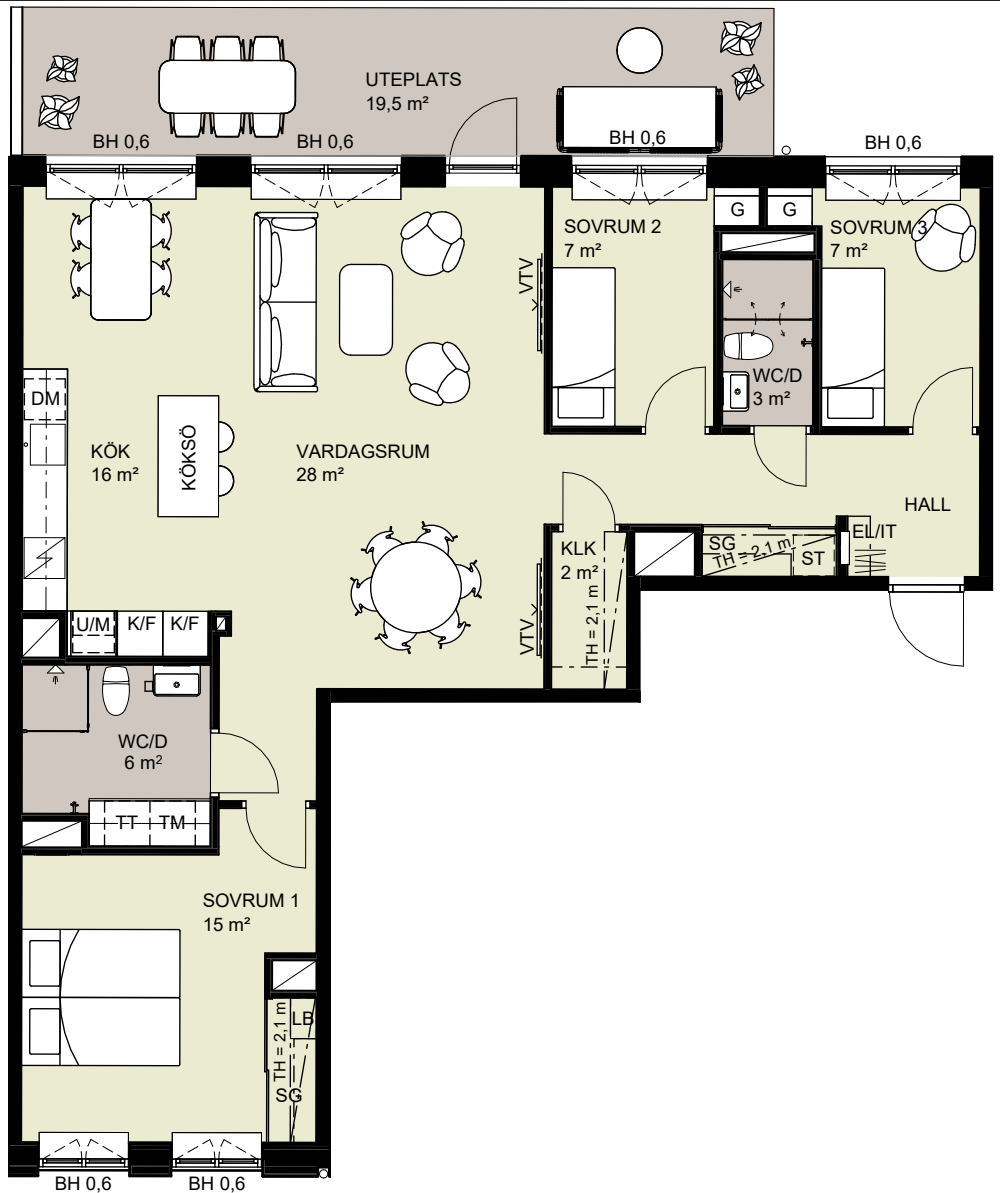 UTEPLATS
19,5 m²
BH 0,6
BH 0,6
BH 0,6
BH 0,6
G
G
SOVRUM 2
7 m²
SOVRUM 3
7 m²
VTV
WC/D
3 m²
DM
KÖK
16 m²
KÖKSÖ
VARDAGSRUM
28 m²
HALL
EL/IT
KLK
2 m²
TH = 2,1 m
SG
TH = 2,1 m
ST
VTV
U/M
K/F
K/F
WC/D
6 m²
TT
TM
SOVRUM 1
15 m²
LB
TH = 2,1 m
SG
BH 0,6
BH 0,6